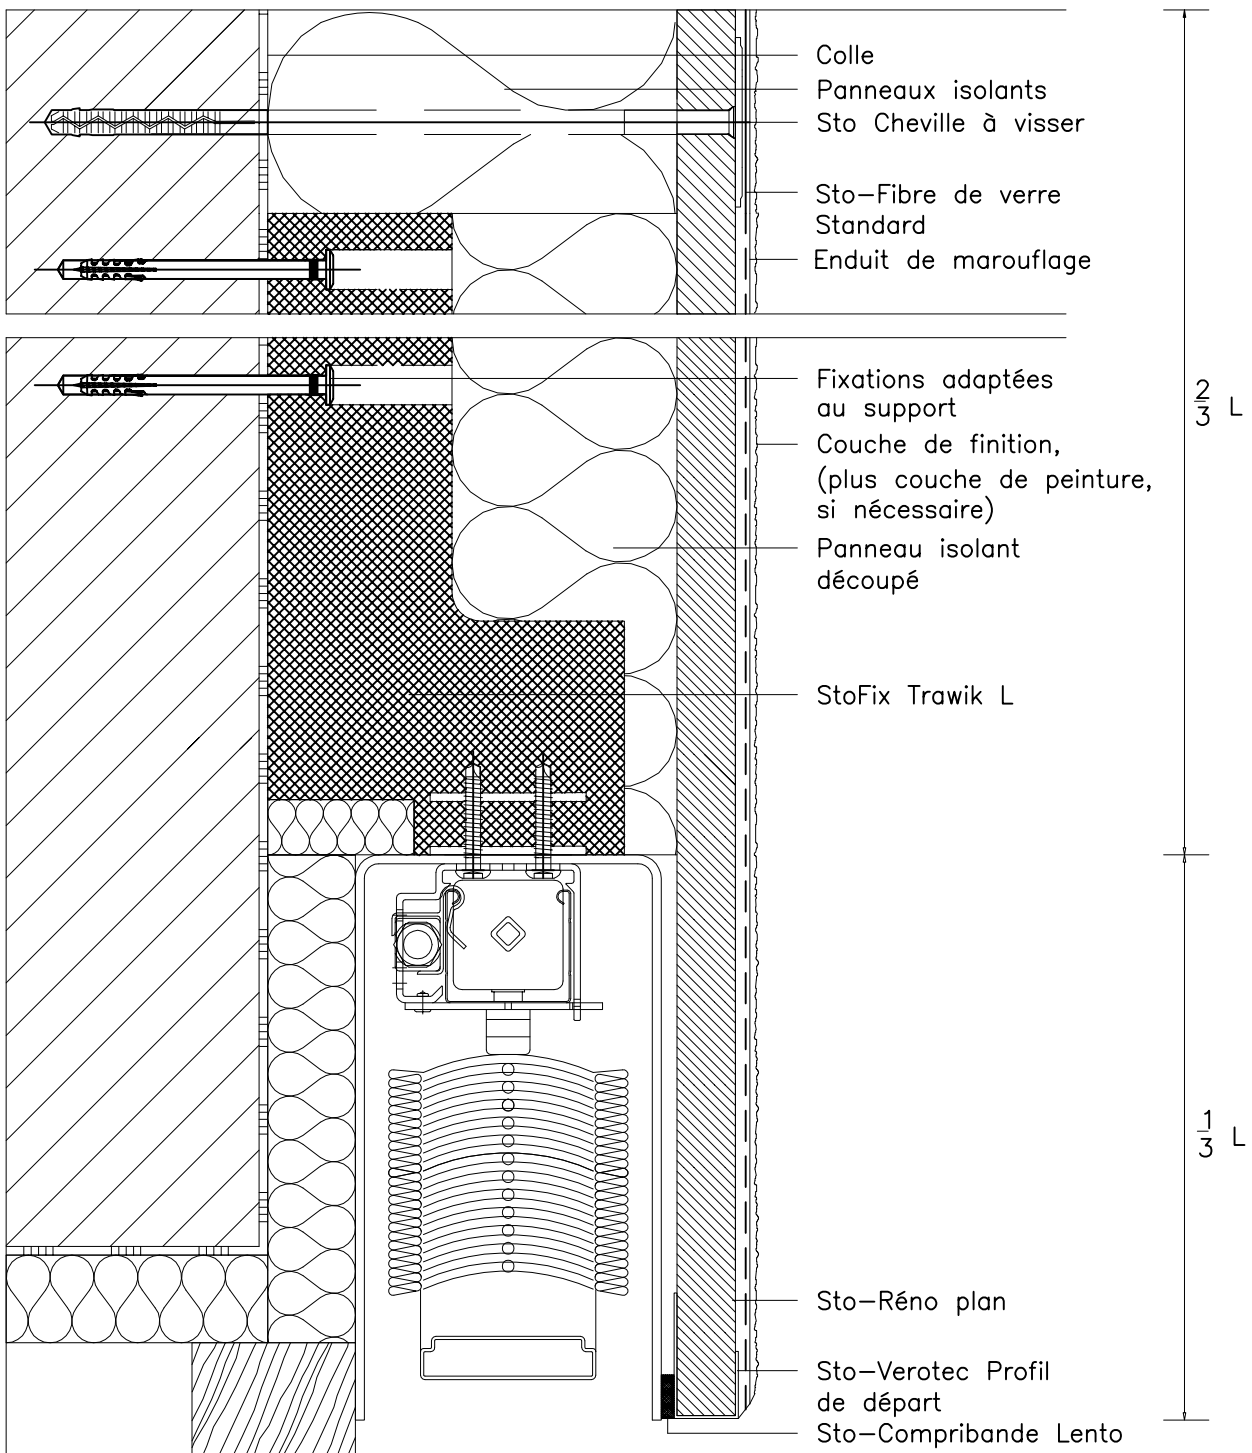 Colle
Panneaux isolants
Sto Cheville à visser
Sto-Fibre de verre
Standard
Enduit de marouflage
Fixations adaptées
au support
2/3 L
Couche de finition,
(plus couche de peinture,
si nécessaire)
Panneau isolant
découpé
StoFix Trawik L
1/3 L
Sto-Réno plan
Sto-Verotec Profil
de départ
Sto-Compribande Lento